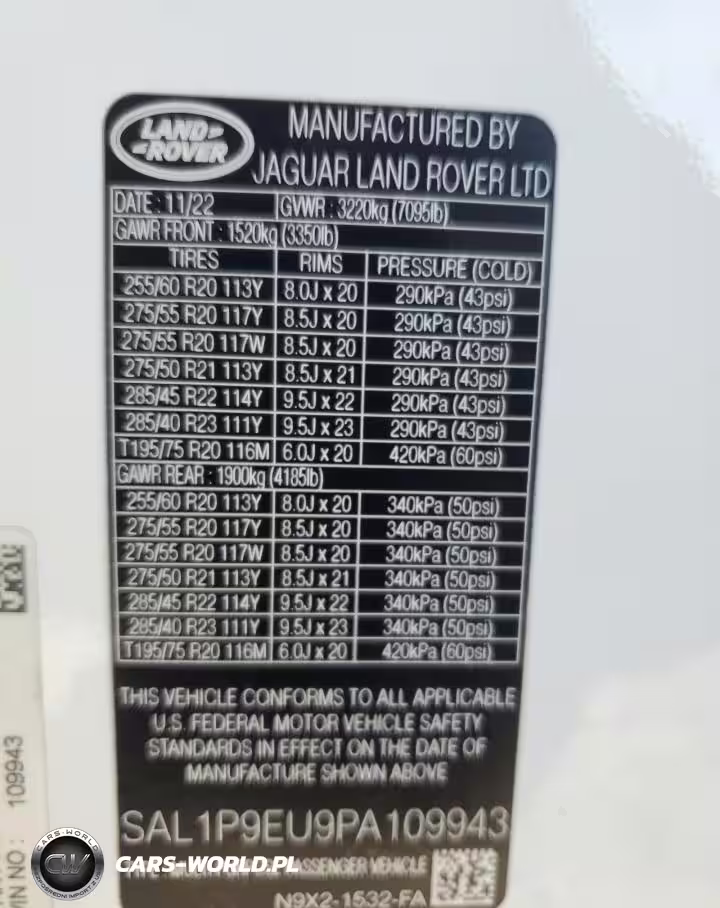 LAND ROVER
MANUFACTURED BY
JAGUAR LAND ROVER LTD
DATE : 11/22 GVWR : 3220kg (7095lb)
GAWR FRONT : 1520kg (3350lb)
TIRES RIMS PRESSURE (COLD)
255/60 R20 113Y 8.0J x 20 290kPa (43psi)
275/55 R20 117Y 8.5J x 20 290kPa (43psi)
275/55 R20 117W 8.5J x 20 290kPa (43psi)
275/50 R21 113Y 8.5J x 21 290kPa (43psi)
285/45 R22 114Y 9.5J x 22 290kPa (43psi)
285/40 R23 111Y 9.5J x 23 290kPa (43psi)
T195/75 R20 116M 6.0J x 20 420kPa (60psi)
GAWR REAR : 1900kg (4185lb)
255/60 R20 113Y 8.0J x 20 340kPa (50psi)
275/55 R20 117Y 8.5J x 20 340kPa (50psi)
275/55 R20 117W 8.5J x 20 340kPa (50psi)
275/50 R21 113Y 8.5J x 21 340kPa (50psi)
285/45 R22 114Y 9.5J x 22 340kPa (50psi)
285/40 R23 111Y 9.5J x 23 340kPa (50psi)
T195/75 R20 116M 6.0J x 20 420kPa (60psi)
THIS VEHICLE CONFORMS TO ALL APPLICABLE
U.S. FEDERAL MOTOR VEHICLE SAFETY
STANDARDS IN EFFECT ON THE DATE OF
MANUFACTURE SHOWN ABOVE
SAL1P9EU9PA109943
PASSENGER VEHICLE
N9X2-1532-FA
VIN NO : 109943
CARS-WORLD
CW
CARS-WORLD.PL